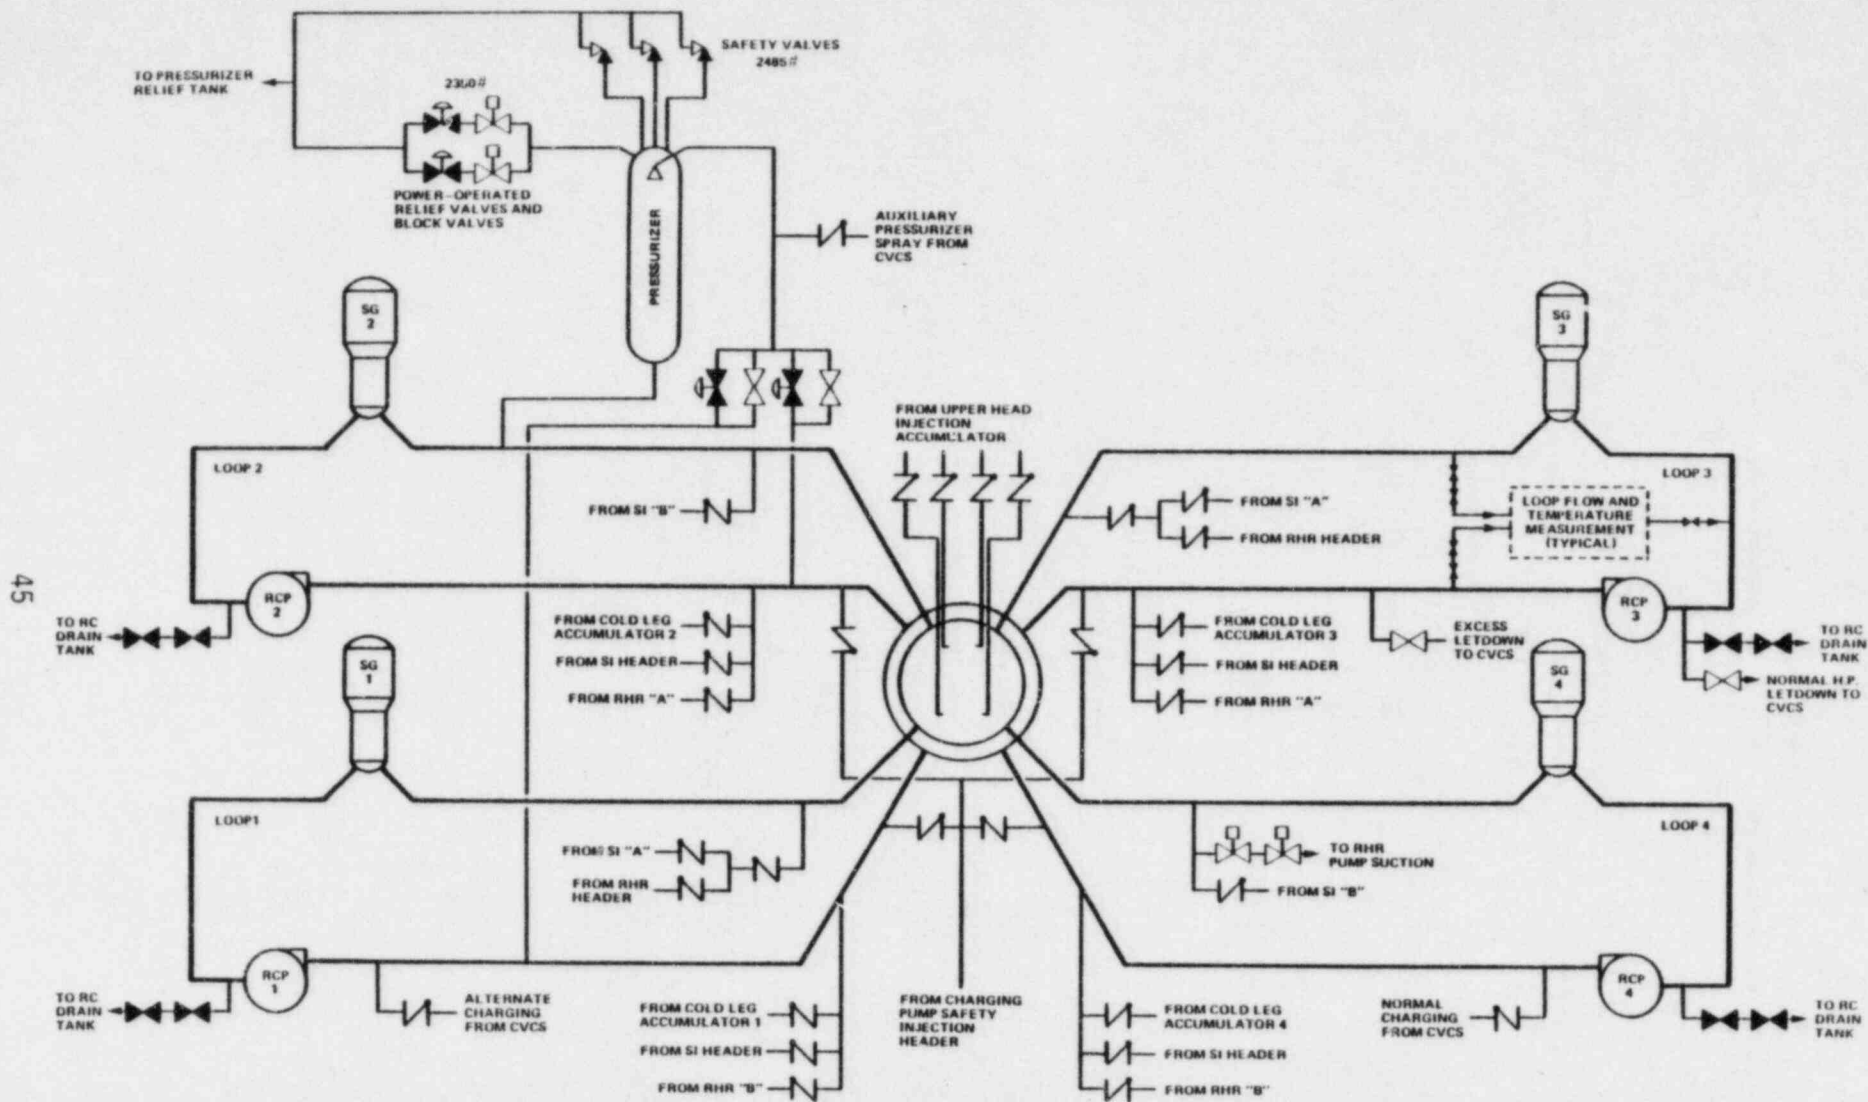 SAFETY VALVES
2485#
TO PRESSURIZER
RELIEF TANK
POWER-OPERATED
RELIEF VALVES AND
BLOCK VALVES
PRESSURIZER
AUXILIARY
PRESSURIZER
SPRAY FROM
CVCS
SG
2
SG
3
FROM UPPER HEAD
INJECTION
ACCUMULATOR
LOOP 2
LOOP 3
FROM SI "B"
FROM SI "A"
FROM RHR HEADER
LOOP FLOW AND
TEMPERATURE
MEASUREMENT
(TYPICAL)
45
RCP
2
RCP
3
TO RC
DRAIN
TANK
FROM COLD LEG
ACCUMULATOR 2
FROM SI HEADER
FROM RHR "A"
FROM COLD LEG
ACCUMULATOR 3
FROM SI HEADER
FROM RHR "A"
EXCESS
LETDOWN
TO CVCS
TO RC
DRAIN
TANK
NORMAL H.P.
LETDOWN TO
CVCS
SG
1
SG
4
LOOP1
LOOP 4
FROM SI "A"
FROM RHR
HEADER
TO RHR
PUMP SUCTION
FROM SI "B"
RCP
1
RCP
4
TO RC
DRAIN
TANK
ALTERNATE
CHARGING
FROM CVCS
FROM COLD LEG
ACCUMULATOR 1
FROM SI HEADER
FROM RHR "B"
FROM CHARGING
PUMP SAFETY
INJECTION
HEADER
FROM COLD LEG
ACCUMULATOR 4
FROM SI HEADER
FROM RHR "B"
NORMAL
CHARGING
FROM CVCS
TO RC
DRAIN
TANK